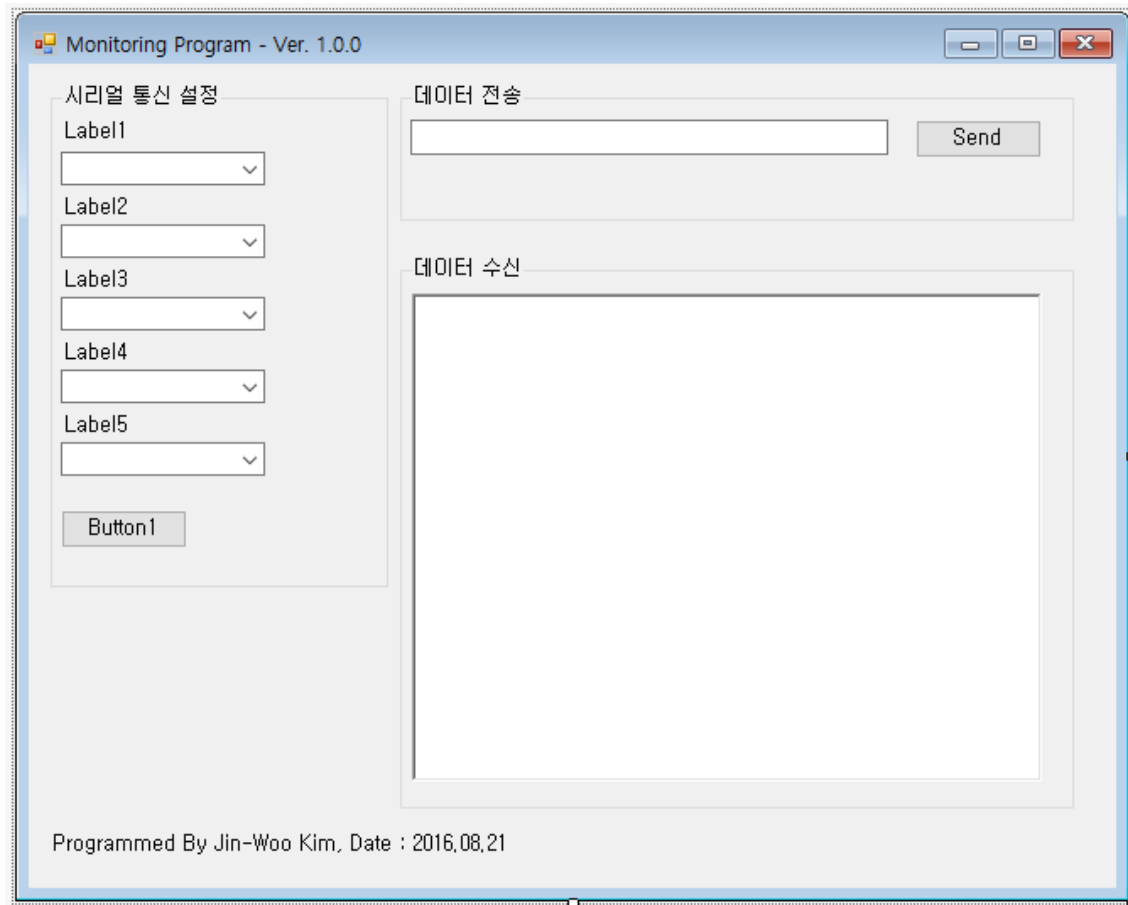 Monitoring Program - Ver. 1.0.0
시리얼 통신 설정
Label1
Label2
Label3
Label4
Label5
Button1
데이터 전송
Send
데이터 수신
Programmed By Jin-Woo Kim, Date : 2016.08.21